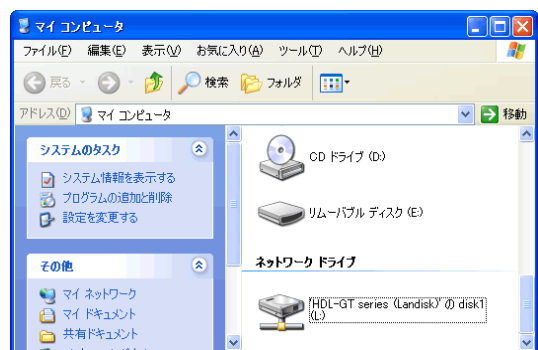 マイ コンピュータ
ファイル(F) 編集(E) 表示(V) お気に入り(A) ツール(T) ヘルプ(H)
戻る 検索 フォルダ
アドレス(D) マイ コンピュータ 移動
システムのタスク
システム情報を表示する
プログラムの追加と削除
設定を変更する
その他
マイ ネットワーク
マイ ドキュメント
共有ドキュメント
CD ドライブ (D:)
リムーバブル ディスク (E:)
ネットワーク ドライブ
'HDL-GT series (Landisk)' の disk1
(L:)